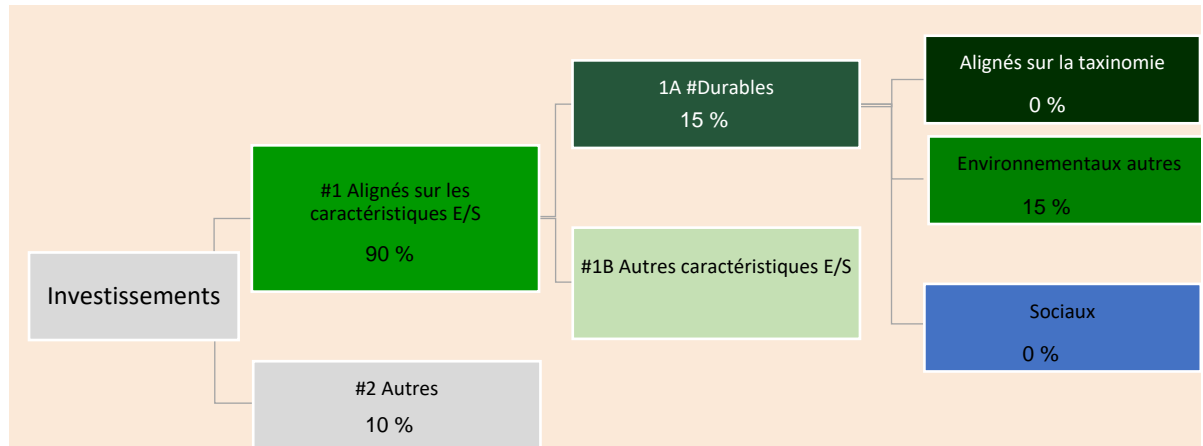 Investissements
#1 Alignés sur les
caractéristiques E/S
90 %
#2 Autres
10 %
1A #Durables
15 %
#1B Autres caractéristiques E/S
Alignés sur la taxinomie
0 %
Environnementaux autres
15 %
Sociaux
0 %